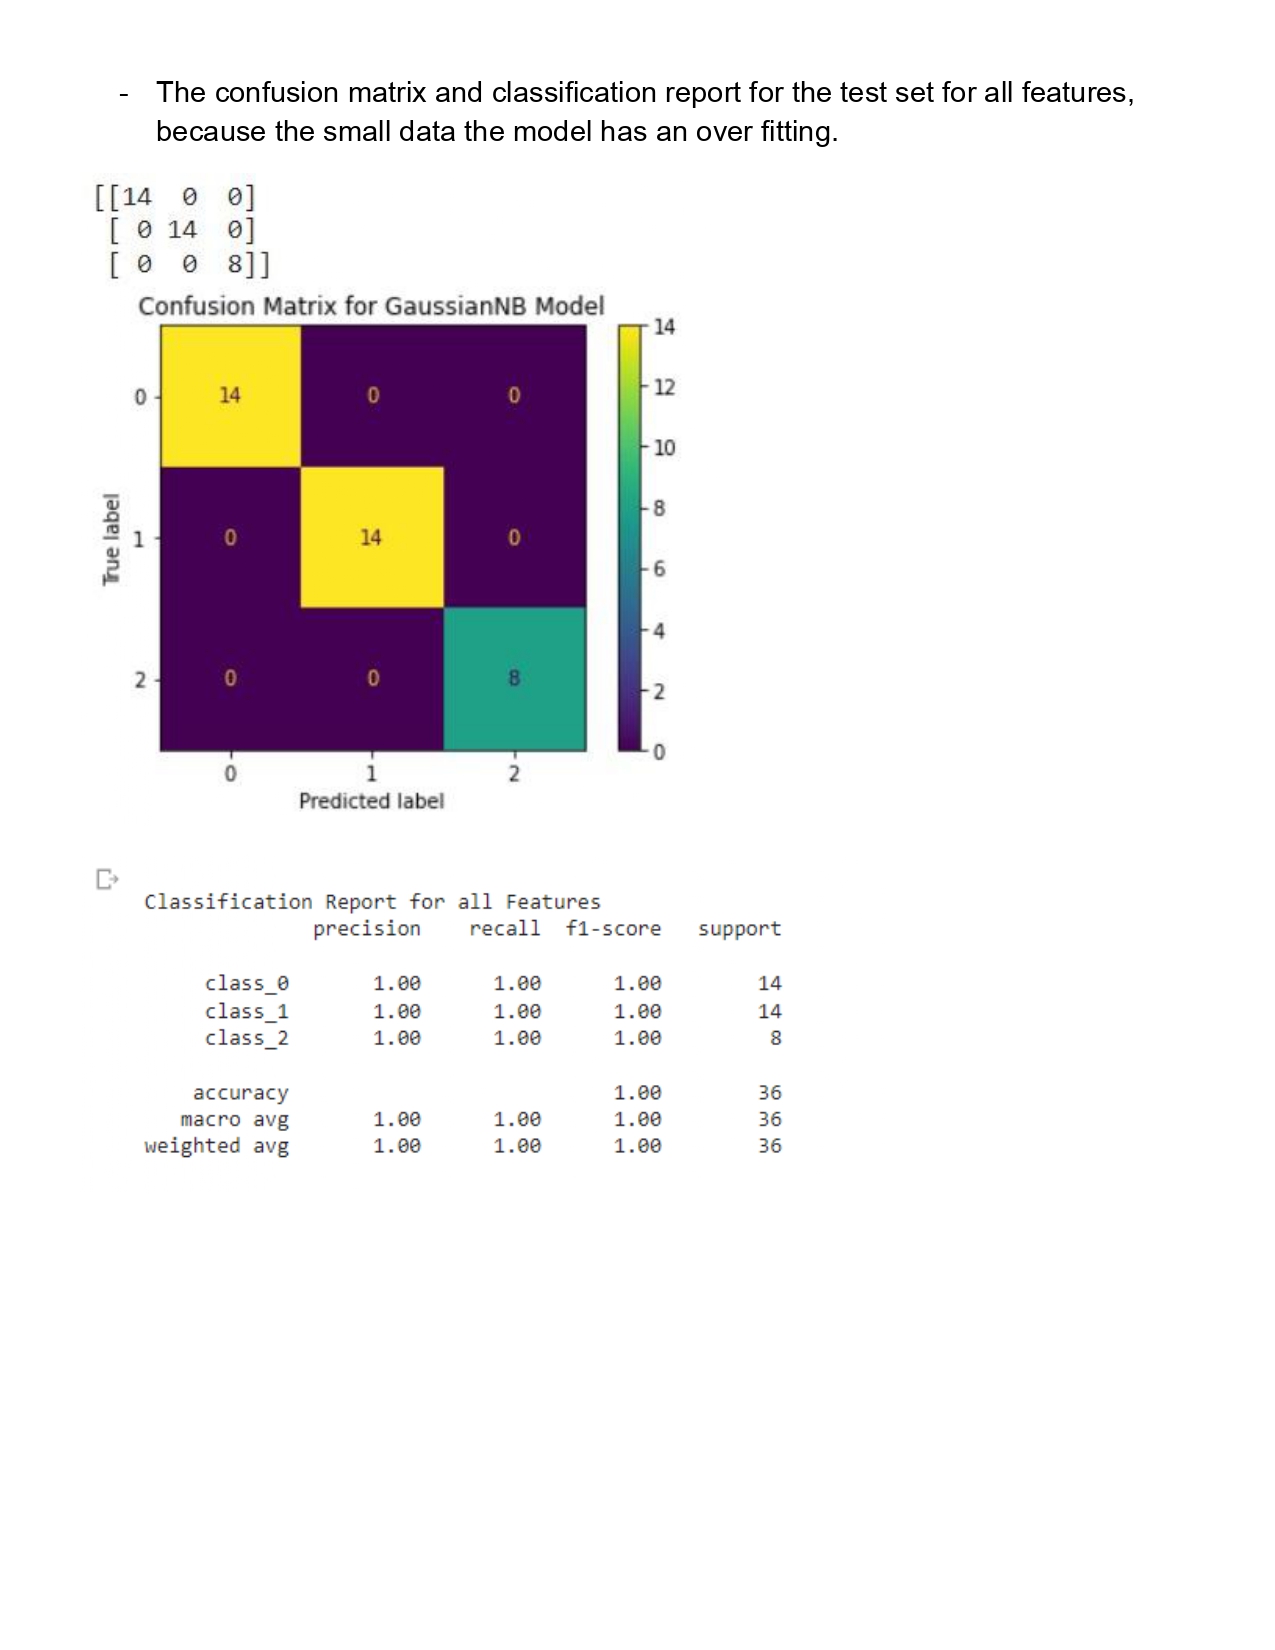 - The confusion matrix and classification report for the test set for all features,
because the small data the model has an over fitting.
[[14 0 0]
[ 0 14 0]
[ 0 0 8]]
Confusion Matrix for GaussianNB Model
14
12
10
8
6
4
2
0
True label
0
1
2
14 0 0
0 14 0
0 0 8
0 1 2
Predicted label
Classification Report for all Features
precision recall f1-score support
class_0 1.00 1.00 1.00 14
class_1 1.00 1.00 1.00 14
class_2 1.00 1.00 1.00 8
accuracy 1.00 36
macro avg 1.00 1.00 1.00 36
weighted avg 1.00 1.00 1.00 36